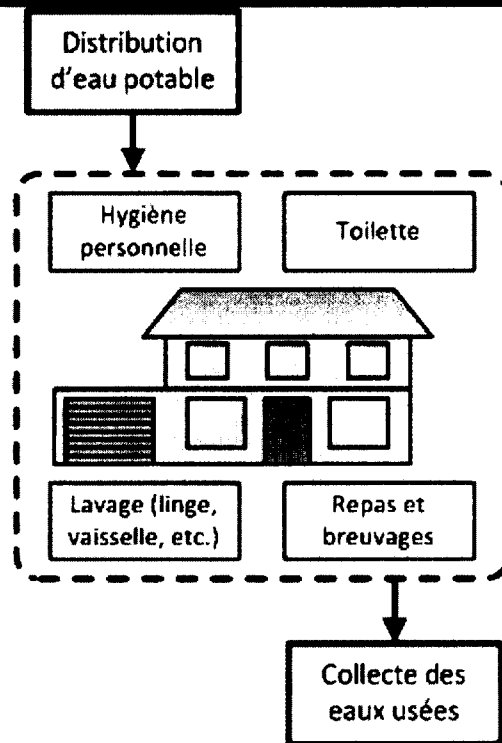 Distribution
d'eau potable
Hygiène
personnelle
Toilette
Lavage (linge,
vaisselle, etc.)
Repas et
breuvages
Collecte des
eaux usées